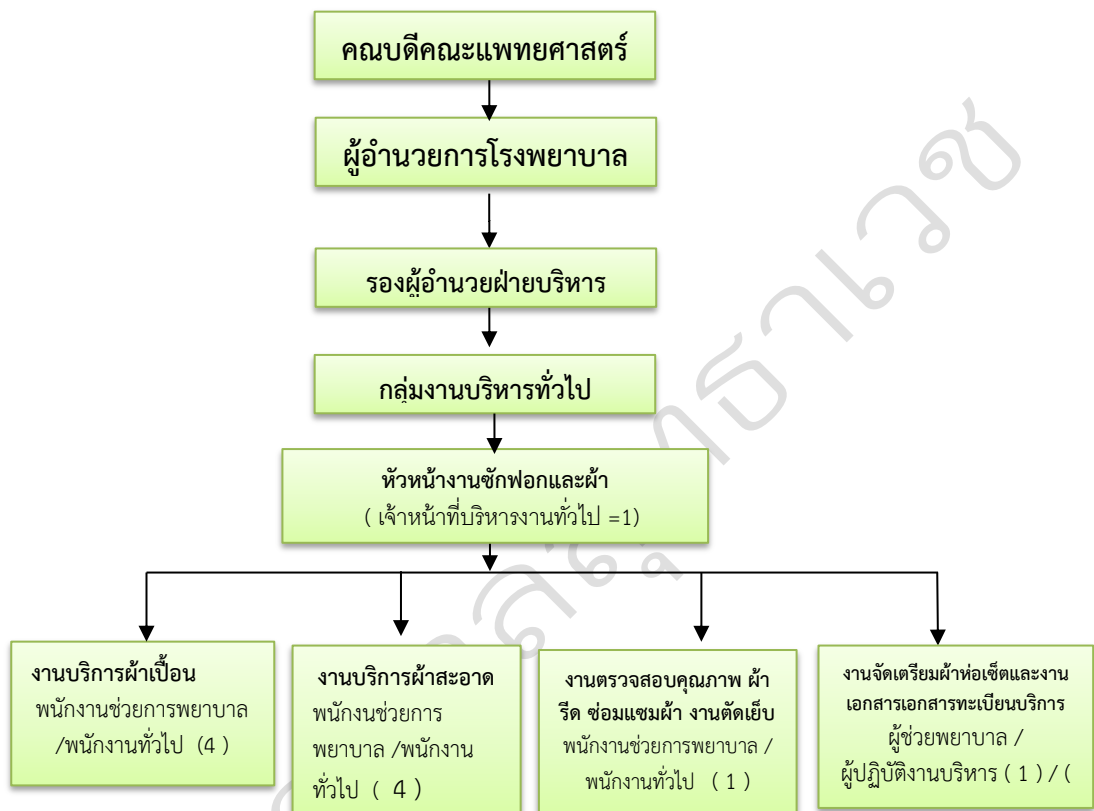 คณบดีคณะแพทยศาสตร์
ผู้อำนวยการโรงพยาบาล
รองผู้อำนวยฝ่ายบริหาร
กลุ่มงานบริหารทั่วไป
หัวหน้างานซักฟอกและผ้า
( เจ้าหน้าที่บริหารงานทั่วไป =1)
งานบริการผ้าเปื้อน
พนักงานช่วยการพยาบาล
/พนักงานทั่วไป (4 )
งานบริการผ้าสะอาด
พนักงนช่วยการ
พยาบาล /พนักงาน
ทั่วไป ( 4 )
งานตรวจสอบคุณภาพ ผ้า
รีด ซ่อมแซมผ้า งานตัดเย็บ
พนักงานช่วยการพยาบาล /
พนักงานทั่วไป ( 1 )
งานจัดเตรียมผ้าห่อเซ็ตและงาน
เอกสารเอกสารทะเบียนบริการ
ผู้ช่วยพยาบาล /
ผู้ปฏิบัติงานบริหาร ( 1 ) / (